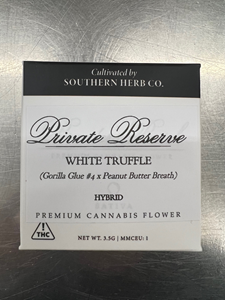 Cultivated by
SOUTHERN HERB CO.
Private Reserve
WHITE TRUFFLE
(Gorilla Glue #4 x Peanut Butter Breath)
HYBRID
PREMIUM CANNABIS FLOWER
THC
NET WT. 3.5G | MMCEU: 1